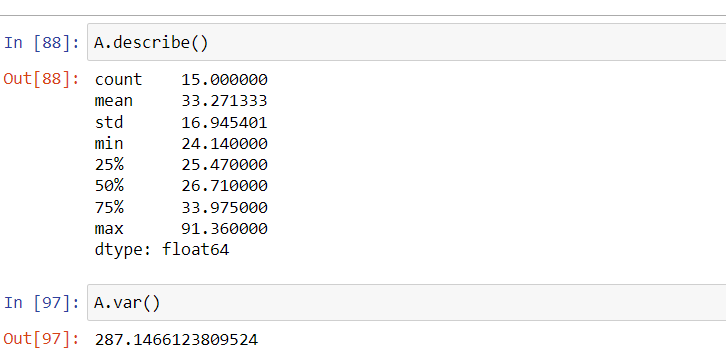 In [88]: A.describe()
Out[88]: count 15.000000
mean 33.271333
std 16.945401
min 24.140000
25% 25.470000
50% 26.710000
75% 33.975000
max 91.360000
dtype: float64
In [97]: A.var()
Out[97]: 287.1466123809524